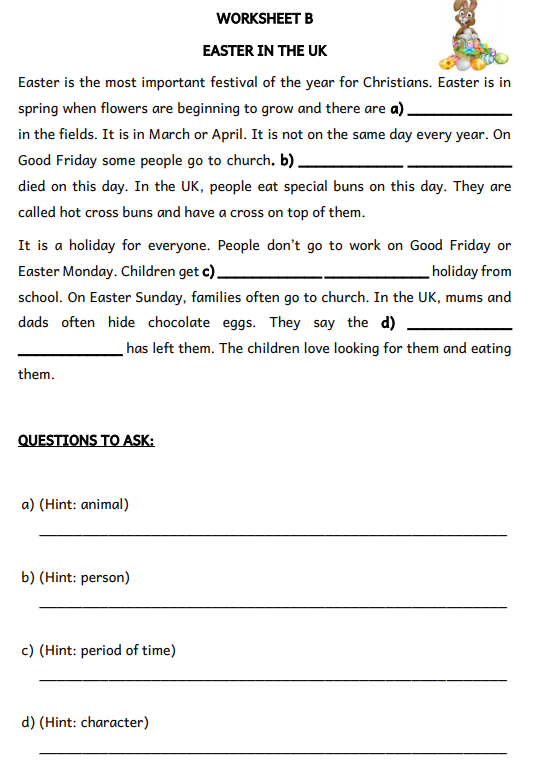 WORKSHEET B
EASTER IN THE UK
Easter is the most important festival of the year for Christians. Easter is in
spring when flowers are beginning to grow and there are a) ____________
in the fields. It is in March or April. It is not on the same day every year. On
Good Friday some people go to church. b) ____________ ____________
died on this day. In the UK, people eat special buns on this day. They are
called hot cross buns and have a cross on top of them.
It is a holiday for everyone. People don't go to work on Good Friday or
Easter Monday. Children get c) ____________ ____________ holiday from
school. On Easter Sunday, families often go to church. In the UK, mums and
dads often hide chocolate eggs. They say the d) ____________
____________ has left them. The children love looking for them and eating
them.
QUESTIONS TO ASK:
a) (Hint: animal)
____________________________________________________________
b) (Hint: person)
____________________________________________________________
c) (Hint: period of time)
____________________________________________________________
d) (Hint: character)
____________________________________________________________